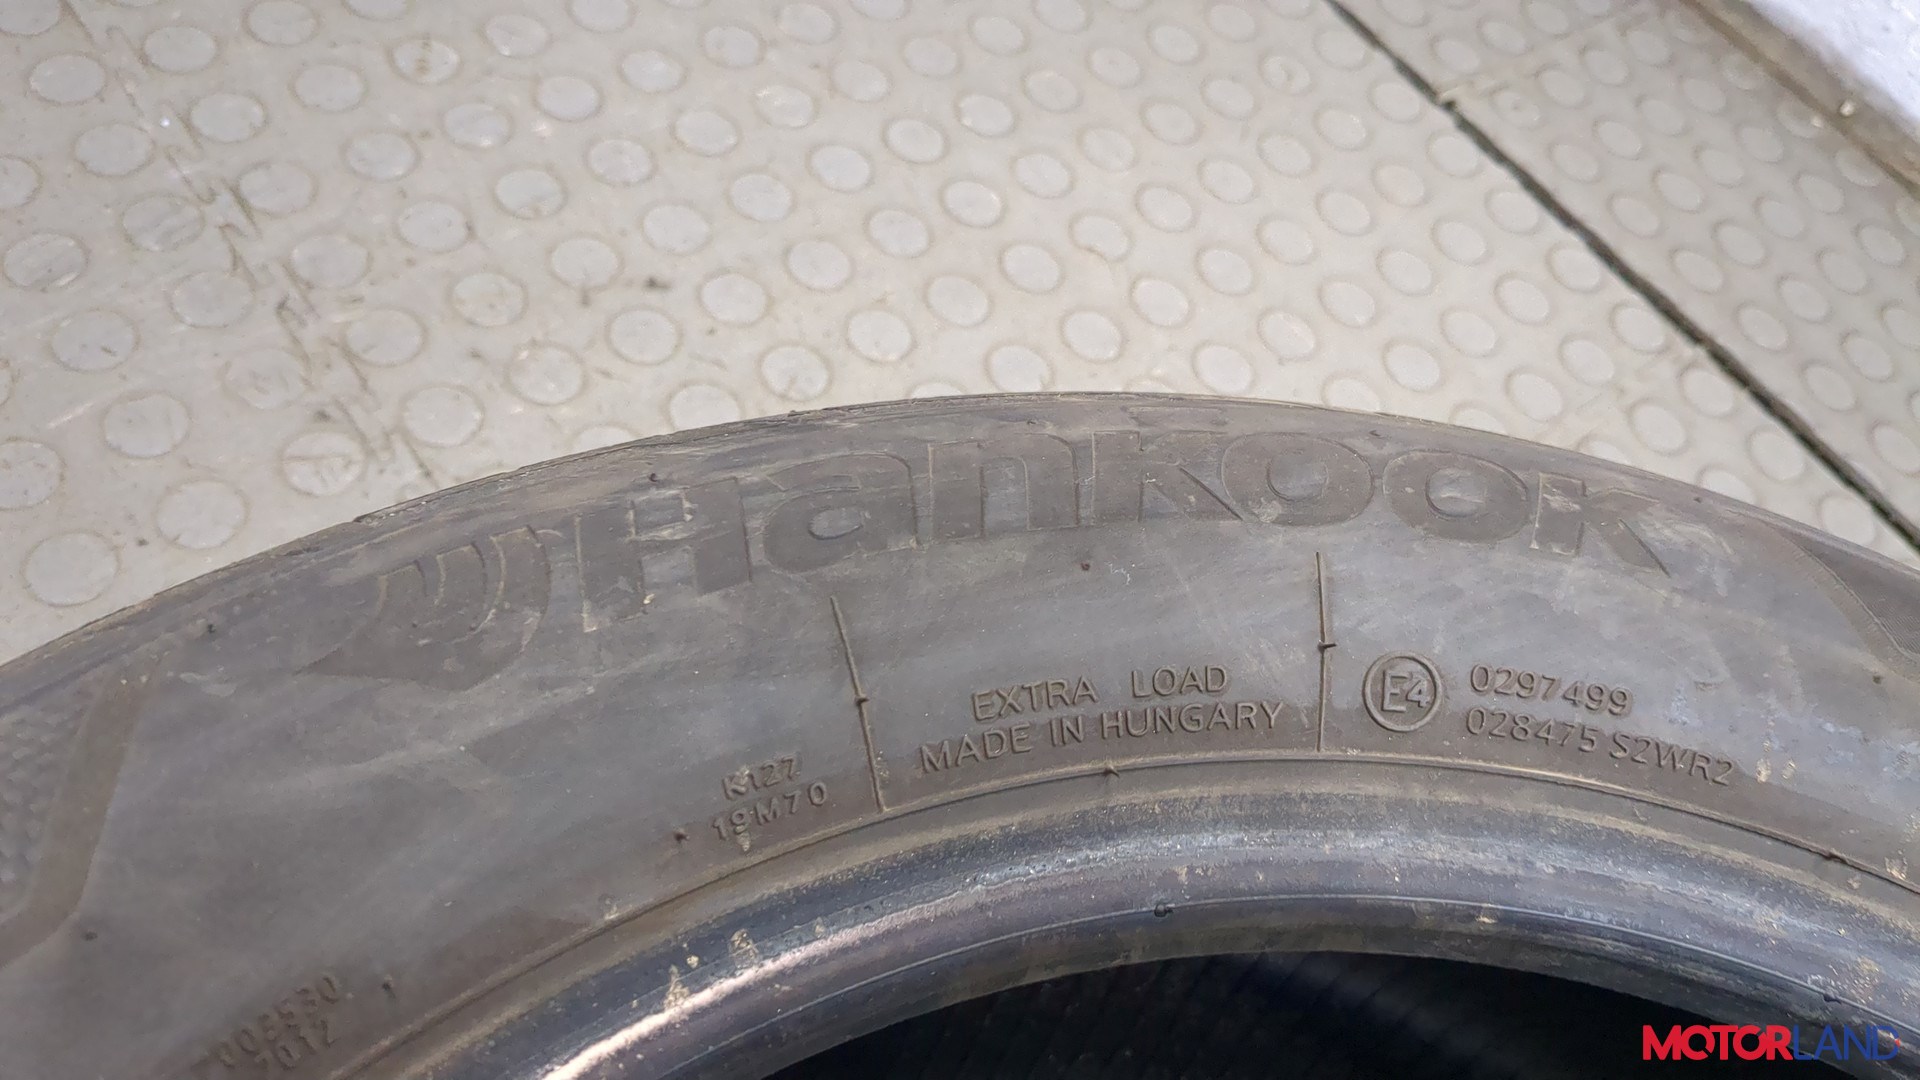 Hankook
EXTRA LOAD
MADE IN HUNGARY
E4
0297499
028475 S2WR2
K127
19M70
MOTORLAND